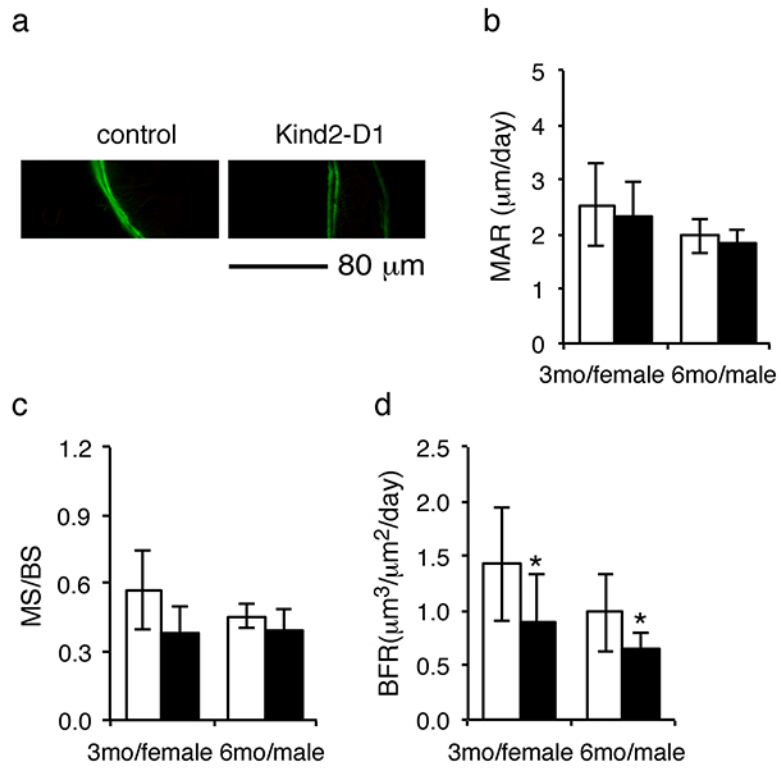 a
control Kind2-D1
80 μm
b
MAR (μm/day)
5
4
3
2
1
0
3mo/female 6mo/male
c
MS/BS
1.2
0.9
0.6
0.3
0.0
3mo/female 6mo/male
d
BFR(μm³/μm²/day)
2.5
2.0
1.5
1.0
0.5
0.0
* *
3mo/female 6mo/male